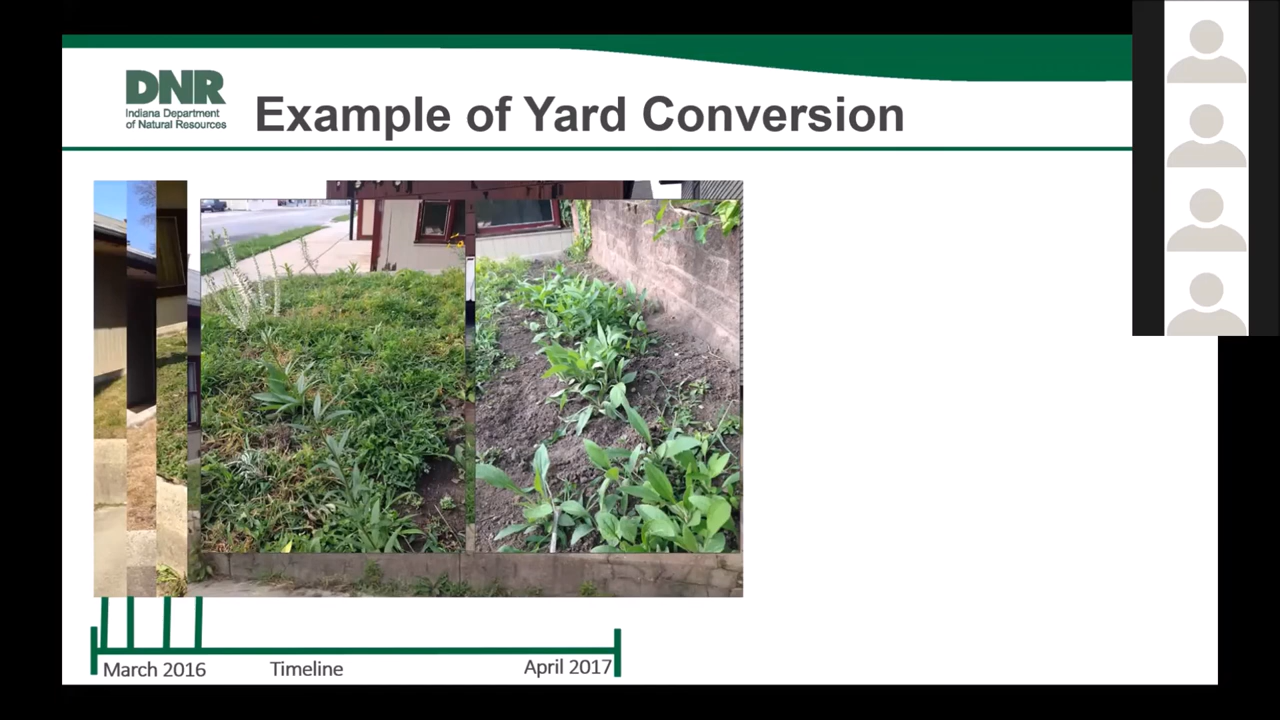 DNR
Indiana Department
of Natural Resources
Example of Yard Conversion
March 2016
Timeline
April 2017